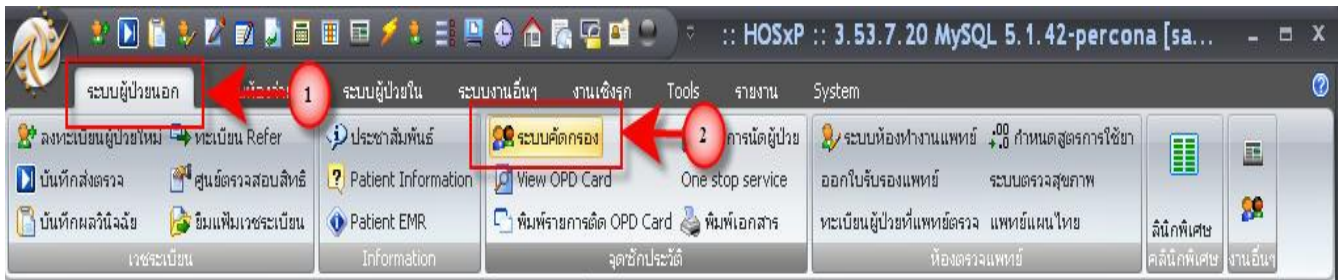 :: HOSxP :: 3.53.7.20 MySQL 5.1.42-percona [sa...
ระบบผู้ป่วยนอก 1 ระบบผู้ป่วยใน ระบบงานอื่นๆ งานเชิงรุก Tools รายงาน System
ลงทะเบียนผู้ป่วยใหม่ ทะเบียน Refer ประชาสัมพันธ์ ระบบคัดกรอง 2 การนัดผู้ป่วย ระบบห้องทำงานแพทย์ กำหนดสูตรการใช้ยา
บันทึกส่งตรวจ ศูนย์ตรวจสอบสิทธิ Patient Information View OPD Card One stop service ออกใบรับรองแพทย์ ระบบตรวจสุขภาพ
บันทึกผลวินิจฉัย ยืมแฟ้มเวชระเบียน Patient EMR พิมพ์รายการติด OPD Card พิมพ์เอกสาร ทะเบียนผู้ป่วยที่แพทย์ตรวจ แพทย์แผนไทย ลินิกพิเศษ
เวชระเบียน Information จุดซักประวัติ ห้องตรวจแพทย์ คลินิกพิเศษ งานอื่นๆ